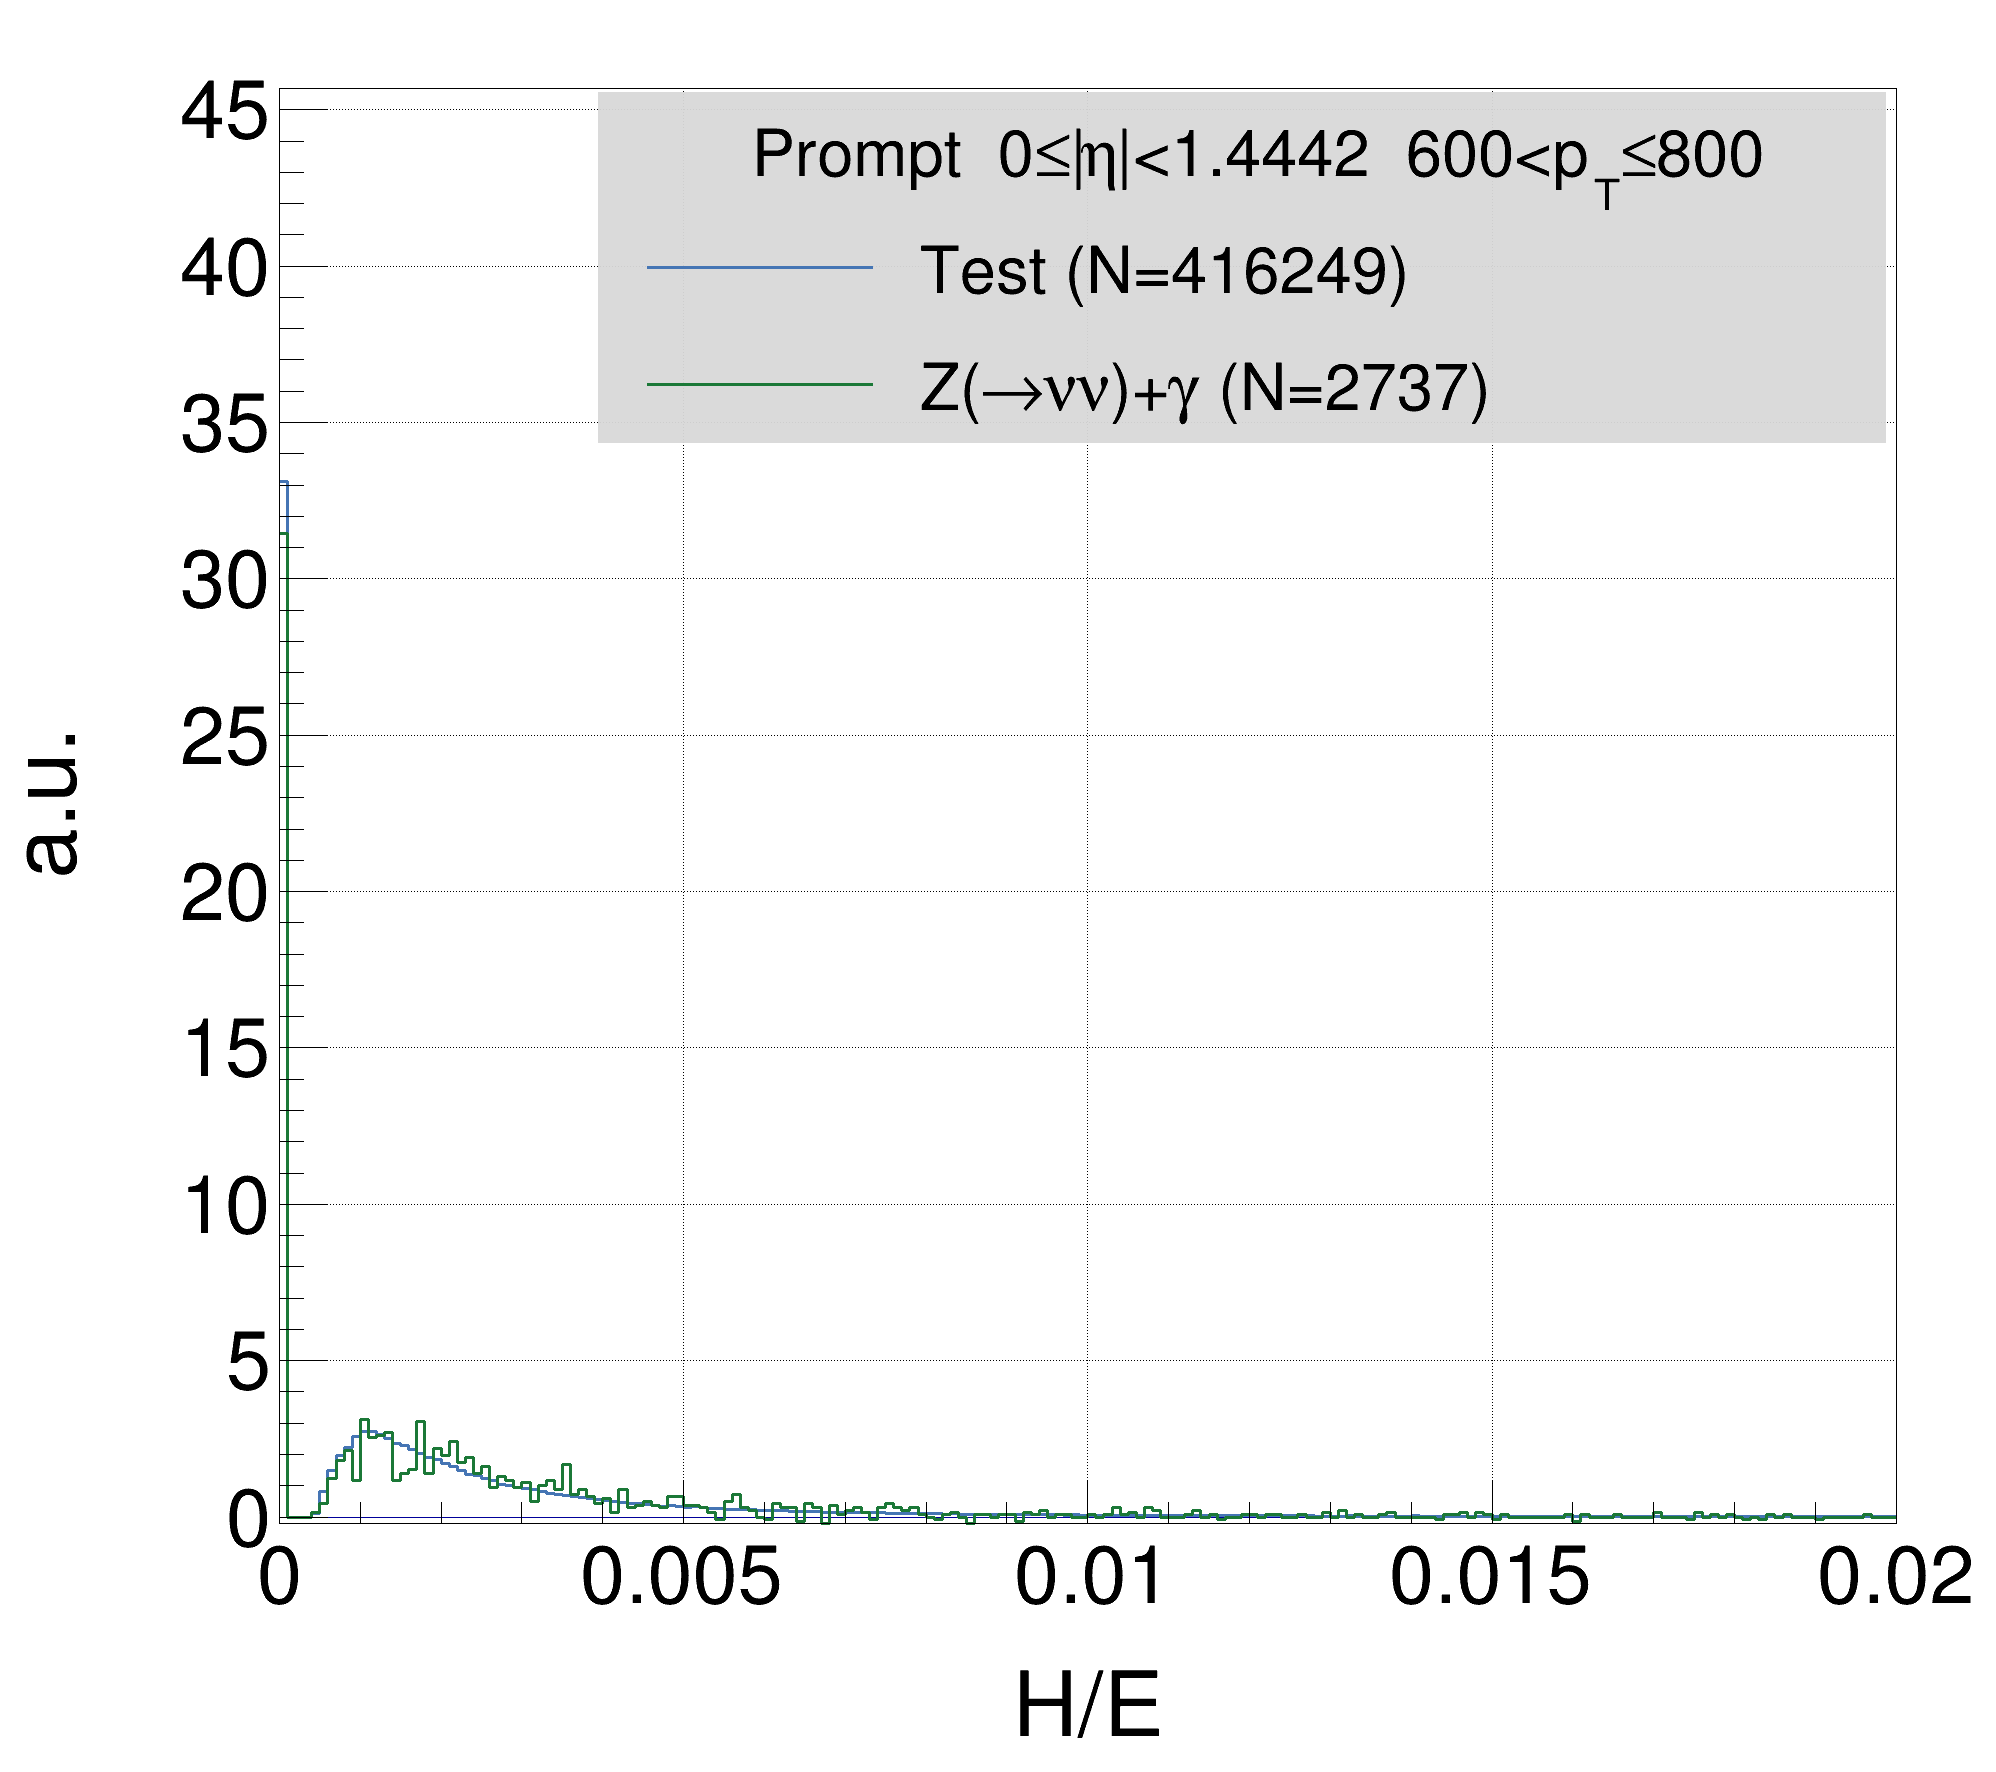 45
40
35
30
25
20
15
10
5
0
a.u.
Prompt 0≤|η|<1.4442 600<pT≤800
Test (N=416249)
Z(→νν)+γ (N=2737)
0 0.005 0.01 0.015 0.02
H/E